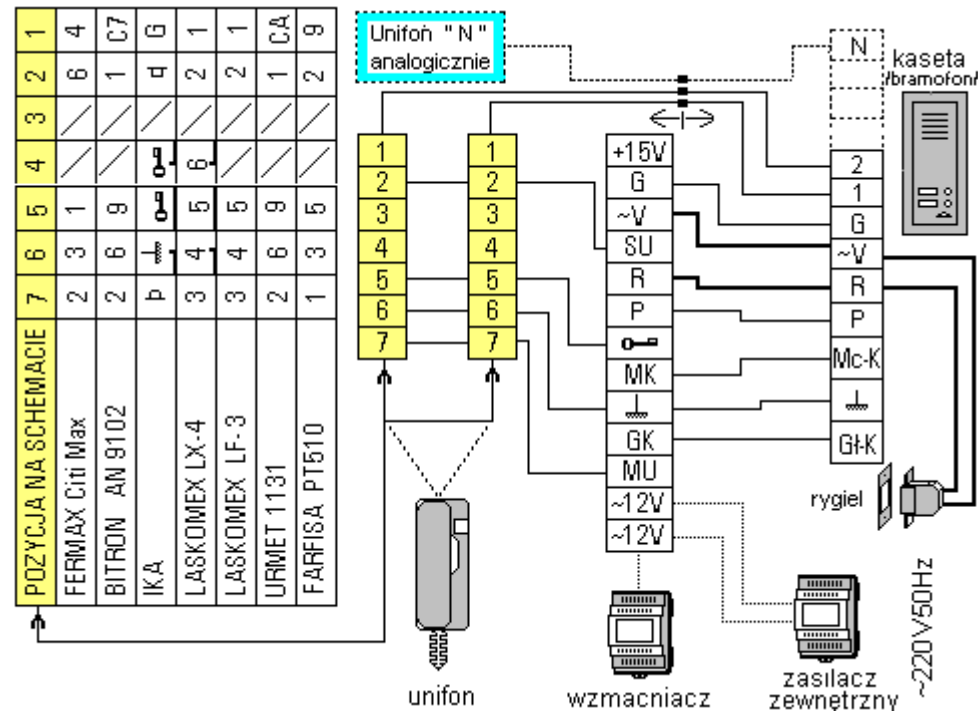 POZYCJA NA SCHEMACIE 7 6 5 4 3 2 1
FERMAX Citi Max 2 3 1 / / 6 4
BITRON AN 9102 2 6 9 / / 1 C7
IKA / G
LASKOMEX LX-4 3 4 5 6 / 2 1
LASKOMEX LF-3 3 4 5 / / 2 1
URMET 1131 2 6 9 / / 1 CA
FARFISA PT510 1 3 5 / / 2 9
Unifon "N"
analogicznie
1
2
3
4
5
6
7
1
2
3
4
5
6
7
+15V
G
~V
SU
R
P
MK
GK
MU
~12V
~12V
N
2
1
G
~V
R
P
Mc-K
Gł-K
kaseta
/bramofon/
rygiel
~220V50Hz
unifon
wzmacniacz
zasilacz
zewnętrzny